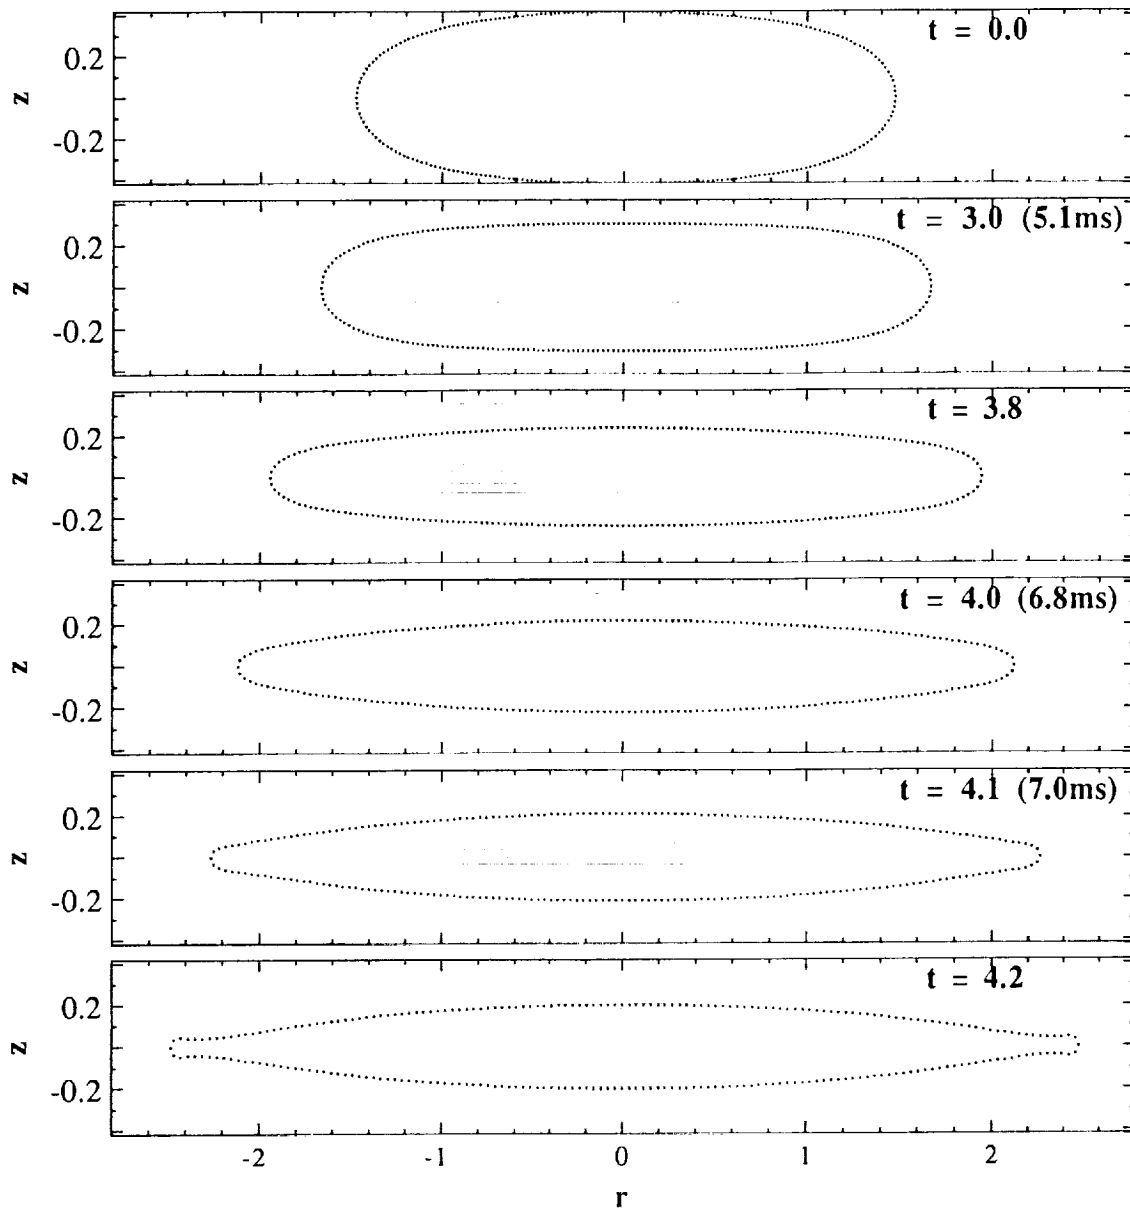 t = 0.0
0.2
z
-0.2
t = 3.0 (5.1ms)
0.2
z
-0.2
t = 3.8
0.2
z
-0.2
t = 4.0 (6.8ms)
0.2
z
-0.2
t = 4.1 (7.0ms)
0.2
z
-0.2
t = 4.2
0.2
z
-0.2
-2 -1 0 1 2
r